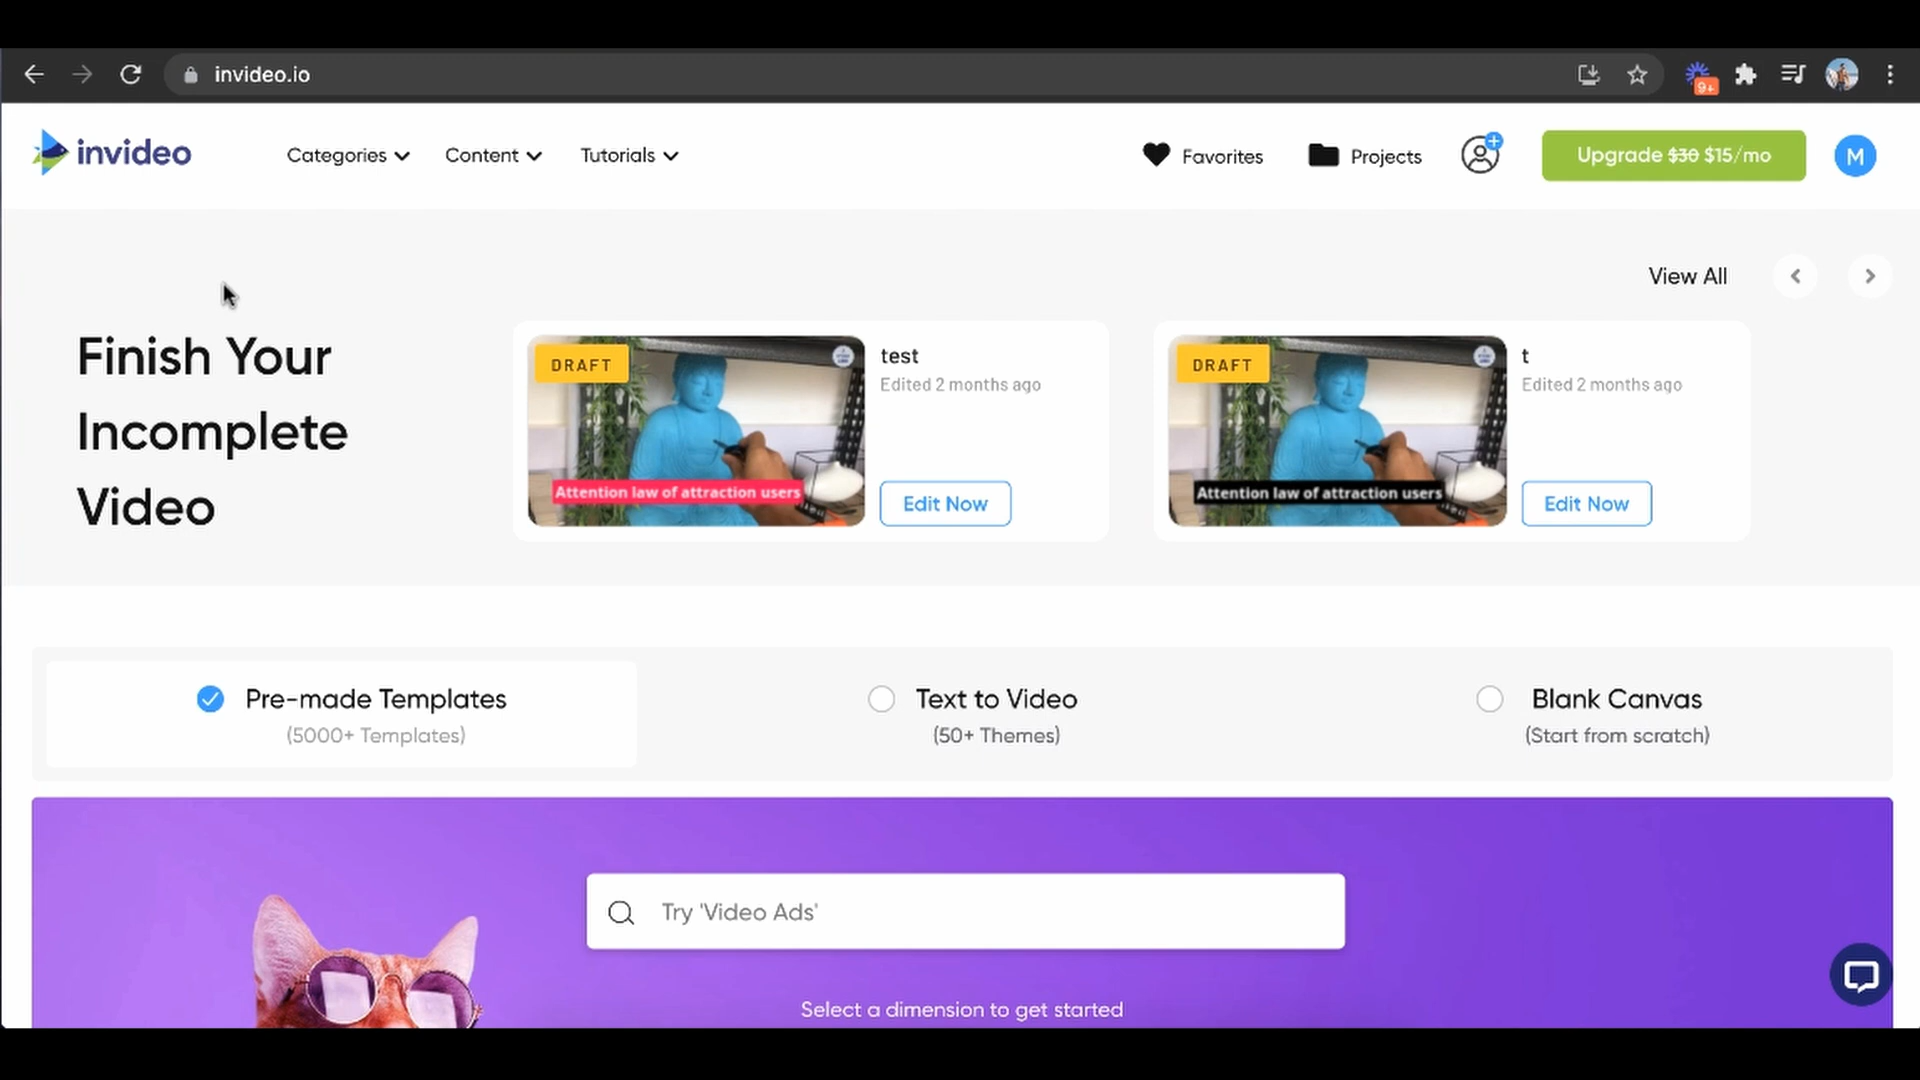 invideo.io
9+
invideo
Categories
Content
Tutorials
Favorites
Projects
Upgrade $30 $15/mo
M
View All
Finish Your
Incomplete
Video
DRAFT
Attention law of attraction users
test
Edited 2 months ago
Edit Now
DRAFT
Attention law of attraction users
t
Edited 2 months ago
Edit Now
Pre-made Templates
(5000+ Templates)
Text to Video
(50+ Themes)
Blank Canvas
(Start from scratch)
Try 'Video Ads'
Select a dimension to get started